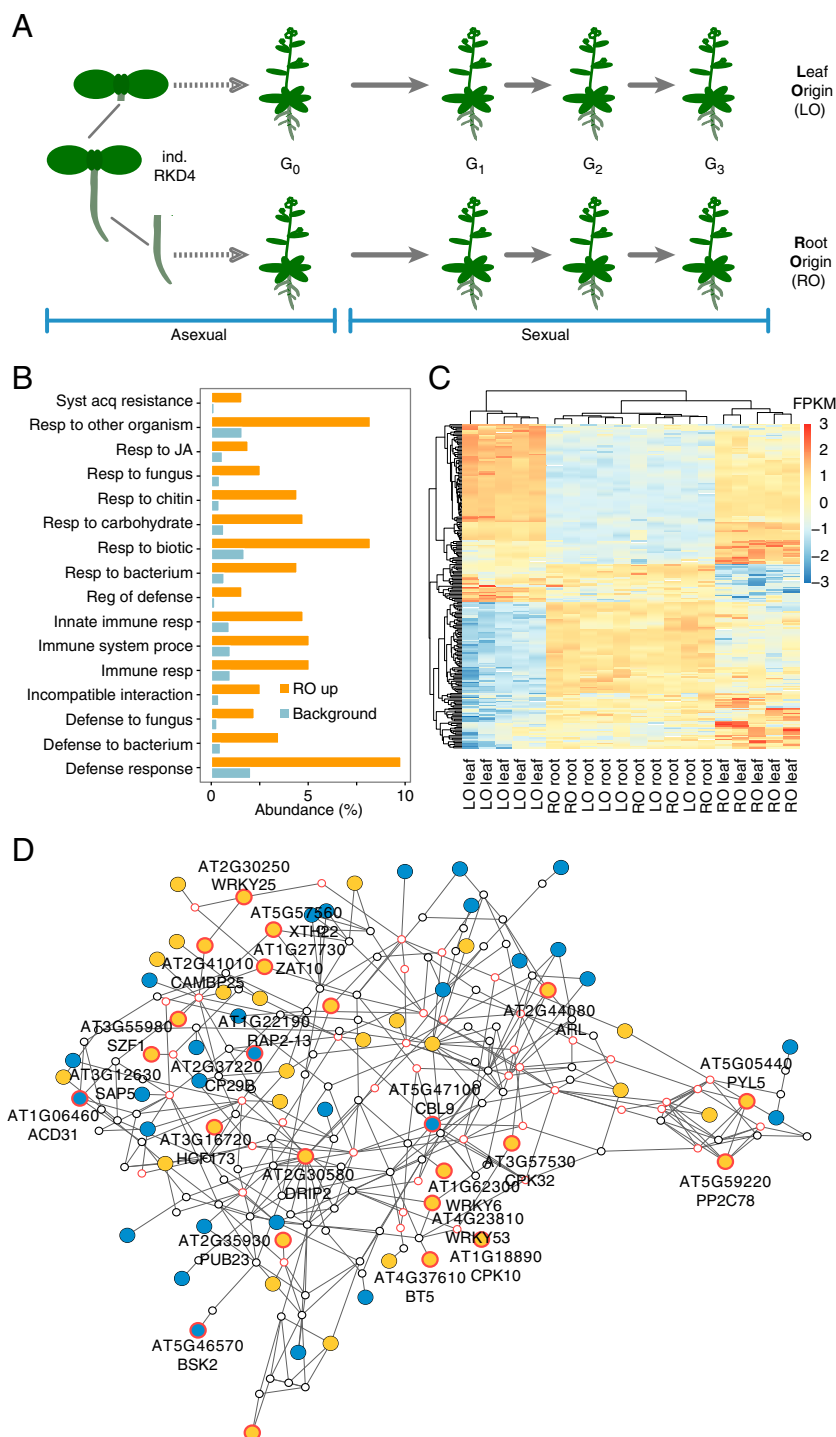 A
Leaf
Origin
(LO)
ind.
RKD4
G0
G1
G2
G3
Root
Origin
(RO)
Asexual
Sexual
B
Syst acq resistance
Resp to other organism
Resp to JA
Resp to fungus
Resp to chitin
Resp to carbohydrate
Resp to biotic
Resp to bacterium
Reg of defense
Innate immune resp
Immune system proce
Immune resp
Incompatible interaction
Defense to fungus
Defense to bacterium
Defense response
RO up
Background
0
5
10
Abundance (%)
C
FPKM
3
2
1
0
−1
−2
−3
LO leaf
LO leaf
LO leaf
LO leaf
LO leaf
RO root
RO root
LO root
LO root
LO root
RO root
LO root
RO root
LO root
RO root
RO leaf
RO leaf
RO leaf
RO leaf
RO leaf
D
AT2G30250
WRKY25
AT5G57560
XTH22
AT1G27730
ZAT10
AT2G41010
CAMBP25
AT2G44080
ARL
AT3G55980
SZF1
AT1G22190
RAP2-13
AT2G37220
CP29B
AT3G12630
SAP5
AT1G06460
ACD31
AT5G47100
CBL9
AT5G05440
PYL5
AT3G16720
HCF173
AT2G30580
DRIP2
AT3G57530
CPK32
AT5G59220
PP2C78
AT1G62300
WRKY6
AT4G23810
WRKY53
AT1G18890
CPK10
AT2G35930
PUB23
AT4G37610
BT5
AT5G46570
BSK2